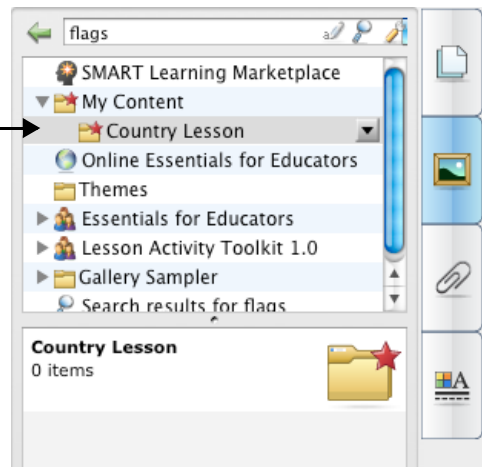 flags
SMART Learning Marketplace
My Content
Country Lesson
Online Essentials for Educators
Themes
Essentials for Educators
Lesson Activity Toolkit 1.0
Gallery Sampler
Search results for flags
Country Lesson
0 items
A